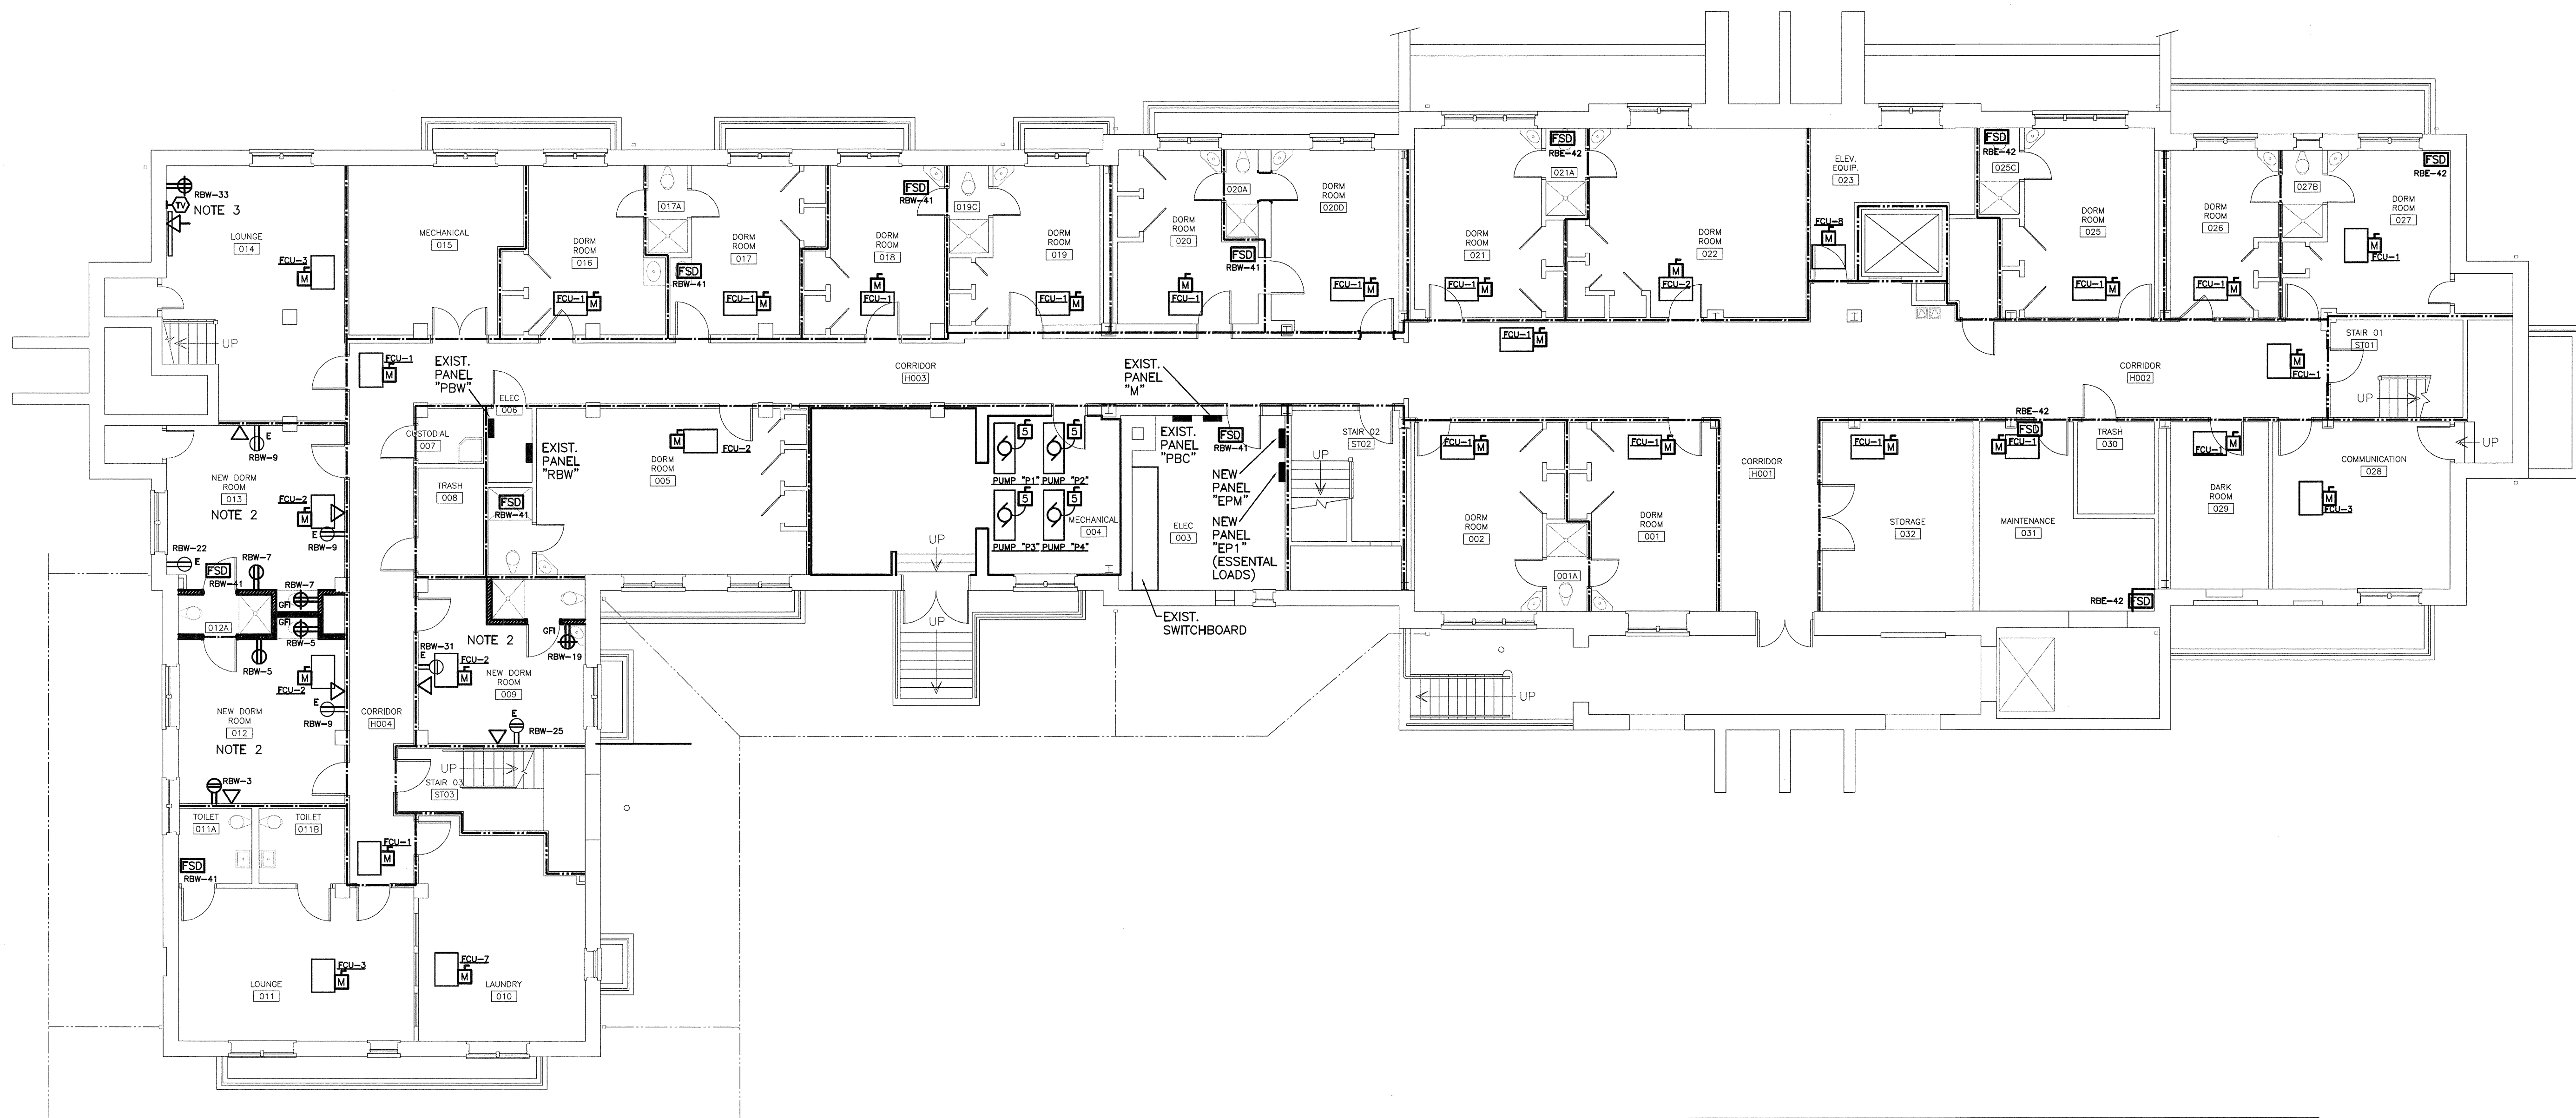 RBW-33
TV
NOTE 3
LOUNGE
014
FCU-3
M
UP
MECHANICAL
015
DORM
ROOM
016
FCU-1
M
017A
FSD
RBW-41
DORM
ROOM
017
FCU-1
M
FSD
RBW-41
DORM
ROOM
018
M
FCU-1
019C
DORM
ROOM
019
FCU-1
M
DORM
ROOM
020
FCU-1
M
020A
FSD
RBW-41
DORM
ROOM
020D
FCU-1
M
DORM
ROOM
021
FCU-1
M
FSD
RBE-42
021A
DORM
ROOM
022
M
FCU-2
ELEV.
EQUIP.
023
FCU-8
M
FSD
RBE-42
025C
DORM
ROOM
025
FCU-1
M
DORM
ROOM
026
FCU-1
M
027B
FSD
RBE-42
DORM
ROOM
027
M
FCU-1
FCU-1
M
EXIST.
PANEL
"PBW"
ELEC
006
CORRIDOR
H003
EXIST.
PANEL
"M"
FCU-1
M
CORRIDOR
H002
M
FCU-1
STAIR 01
ST01
UP
CUSTODIAL
007
TRASH
008
EXIST.
PANEL
"RBW"
FSD
RBW-41
DORM
ROOM
005
M
FCU-2
UP
UP
5
5
PUMP "P1"
PUMP "P2"
5
5
PUMP "P3"
PUMP "P4"
MECHANICAL
004
EXIST.
PANEL
"PBC"
FSD
RBW-41
NEW
PANEL
"EPM"
NEW
PANEL
"EP1"
(ESSENTAL
LOADS)
ELEC
003
EXIST.
SWITCHBOARD
STAIR 02
ST02
UP
FCU-1
M
DORM
ROOM
002
001A
FCU-1
M
DORM
ROOM
001
CORRIDOR
H001
UP
FCU-1
M
STORAGE
032
RBE-42
FSD
M
FCU-1
MAINTENANCE
031
TRASH
030
RBE-42
FSD
FCU-1
M
DARK
ROOM
029
COMMUNICATION
028
M
FCU-3
UP
E
RBW-9
NEW DORM
ROOM
013
NOTE 2
FCU-2
M
E
RBW-9
RBW-22
E
RBW-7
FSD
RBW-41
RBW-7
GFI
012A
GFI
RBW-5
RBW-5
M
FCU-2
E
RBW-9
NEW DORM
ROOM
012
NOTE 2
RBW-3
CORRIDOR
H004
NOTE 2
GFI
RBW-19
RBW-31
E
FCU-2
M
NEW DORM
ROOM
009
E
RBW-25
UP
STAIR 03
ST03
TOILET
011A
TOILET
011B
FSD
RBW-41
FCU-1
M
LOUNGE
011
FCU-3
M
FCU-7
M
LAUNDRY
010